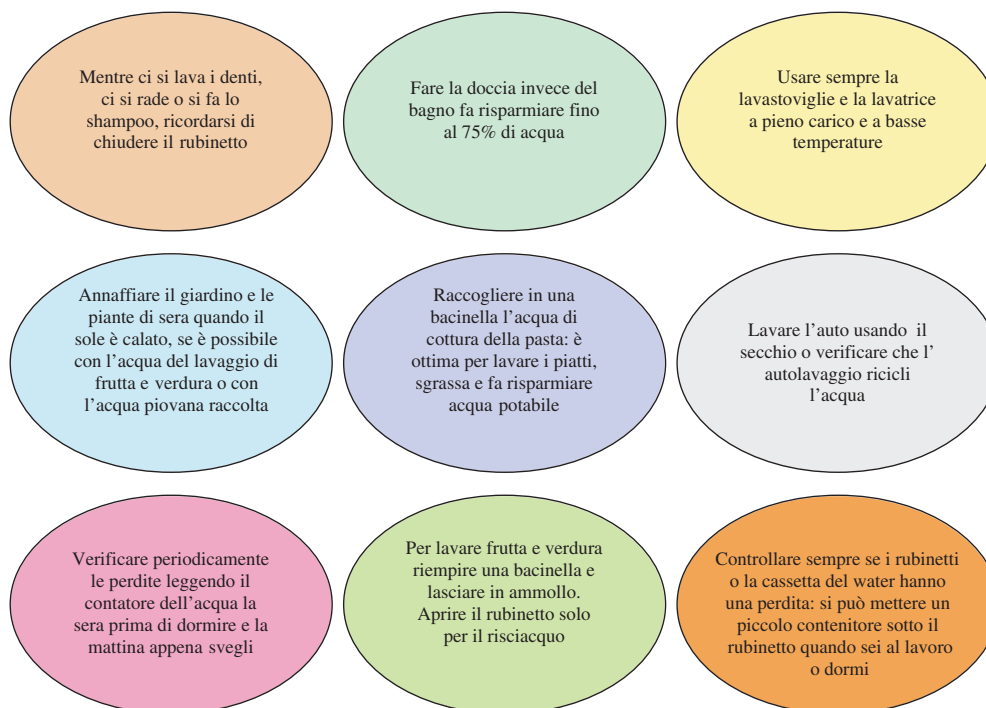 Mentre ci si lava i denti,
ci si rade o si fa lo
shampoo, ricordarsi di
chiudere il rubinetto
Fare la doccia invece del
bagno fa risparmiare fino
al 75% di acqua
Usare sempre la
lavastoviglie e la lavatrice
a pieno carico e a basse
temperature
Annaffiare il giardino e le
piante di sera quando il
sole è calato, se è possibile
con l’acqua del lavaggio di
frutta e verdura o con
l’acqua piovana raccolta
Raccogliere in una
bacinella l’acqua di
cottura della pasta: è
ottima per lavare i piatti,
sgrassa e fa risparmiare
acqua potabile
Lavare l’auto usando il
secchio o verificare che l’
autolavaggio ricicli
l’acqua
Verificare periodicamente
le perdite leggendo il
contatore dell’acqua la
sera prima di dormire e la
mattina appena svegli
Per lavare frutta e verdura
riempire una bacinella e
lasciare in ammollo.
Aprire il rubinetto solo
per il risciacquo
Controllare sempre se i rubinetti
o la cassetta del water hanno
una perdita: si può mettere un
piccolo contenitore sotto il
rubinetto quando sei al lavoro
o dormi